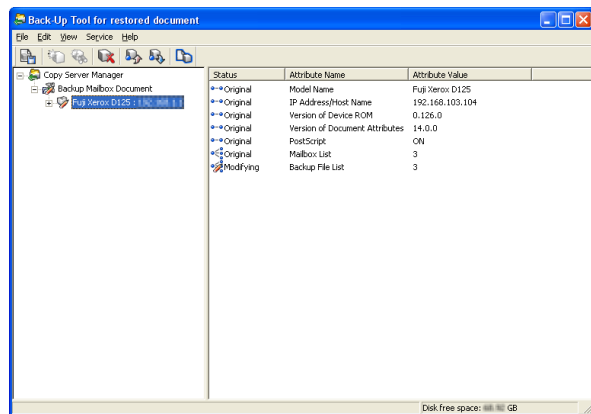 Back-Up Tool for restored document
File Edit View Service Help
Copy Server Manager
Backup Mailbox Document
Fuji Xerox D125 :
Status Attribute Name Attribute Value
Original Model Name Fuji Xerox D125
Original IP Address/Host Name 192.168.103.104
Original Version of Device ROM 0.126.0
Original Version of Document Attributes 14.0.0
Original PostScript ON
Original Mailbox List 3
Modifying Backup File List 3
Disk free space: GB